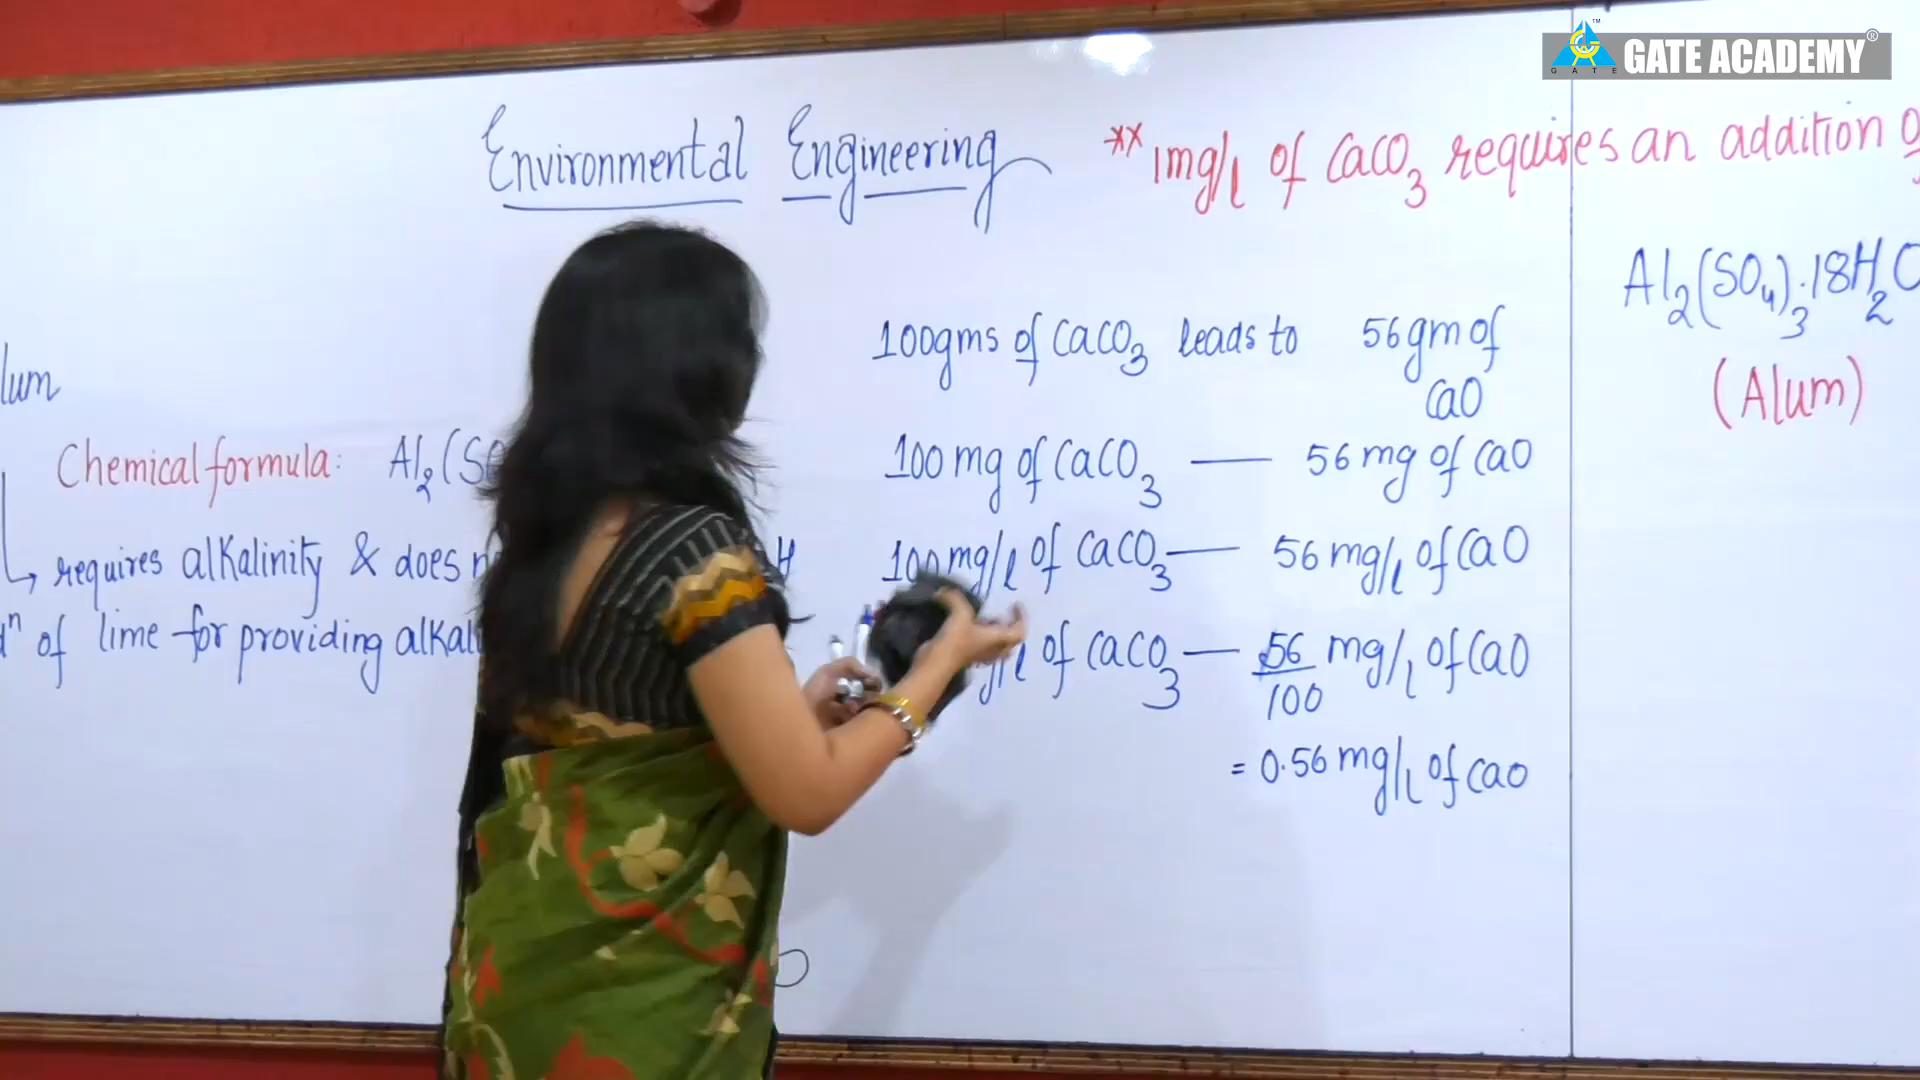 GATE ACADEMY®
GATE
TM
Environmental Engineering
** 1mg/l of CaCO3 requires an addition
Al2(SO4)3.18H2O
(Alum)
100gms of CaCO3 leads to 56gm of
CaO
100 mg of CaCO3 — 56 mg of CaO
100 mg/l of CaCO3 — 56 mg/l of CaO
of CaCO3 — 56/100 mg/l of CaO
= 0.56 mg/l of CaO
lum
Chemical formula: Al2(S
requires alkalinity & does
of lime for providing alkal